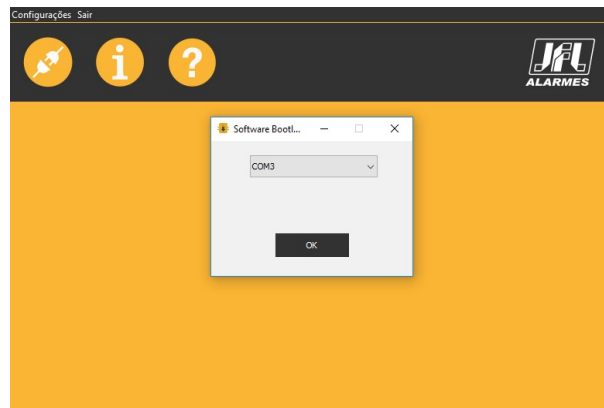 Configurações Sair
JFL
ALARMES
Software Bootl...
COM3
OK